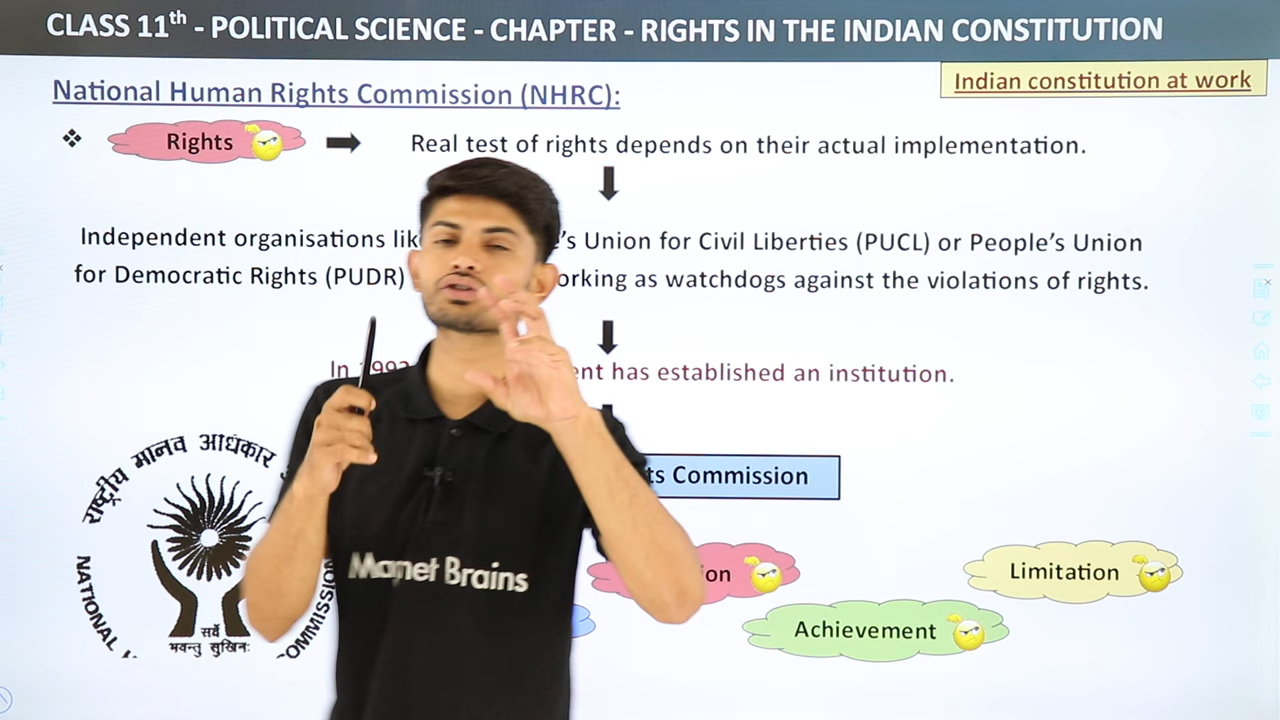 CLASS 11th - POLITICAL SCIENCE - CHAPTER - RIGHTS IN THE INDIAN CONSTITUTION
Indian constitution at work
National Human Rights Commission (NHRC):
Rights
Real test of rights depends on their actual implementation.
Independent organisations 's Union for Civil Liberties (PUCL) or People's Union
for Democratic Rights (PUDR) orking as watchdogs against the violations of rights.
In ent has established an institution.
राष्ट्रीय मानव अधिकार
NATIONAL
COMMISSION
सर्वे
भवन्तु सुखिनः
ts Commission
ion
Limitation
Achievement
Magnet Brains